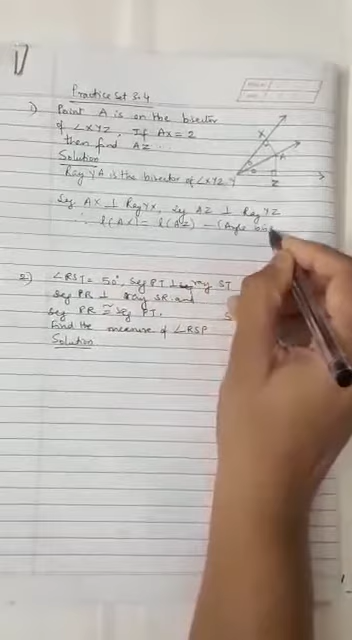 Practice Set 3.4
1) Point A is on the bisector
of ∠XYZ. If AX = 2
then find AZ.
Solution
Ray YA is the bisector of ∠XYZ
X
A
Y
Z
Seg AX ⊥ Ray YX, Seg AZ ⊥ Ray YZ
∴ l(AX) = l(AZ) - (Angle
2) ∠RST = 50°, Seg PT ⊥ ray ST
Seg PR ⊥ Ray SR and
Seg PR ≅ Seg PT.
S
Find the measure of ∠RSP
Solution